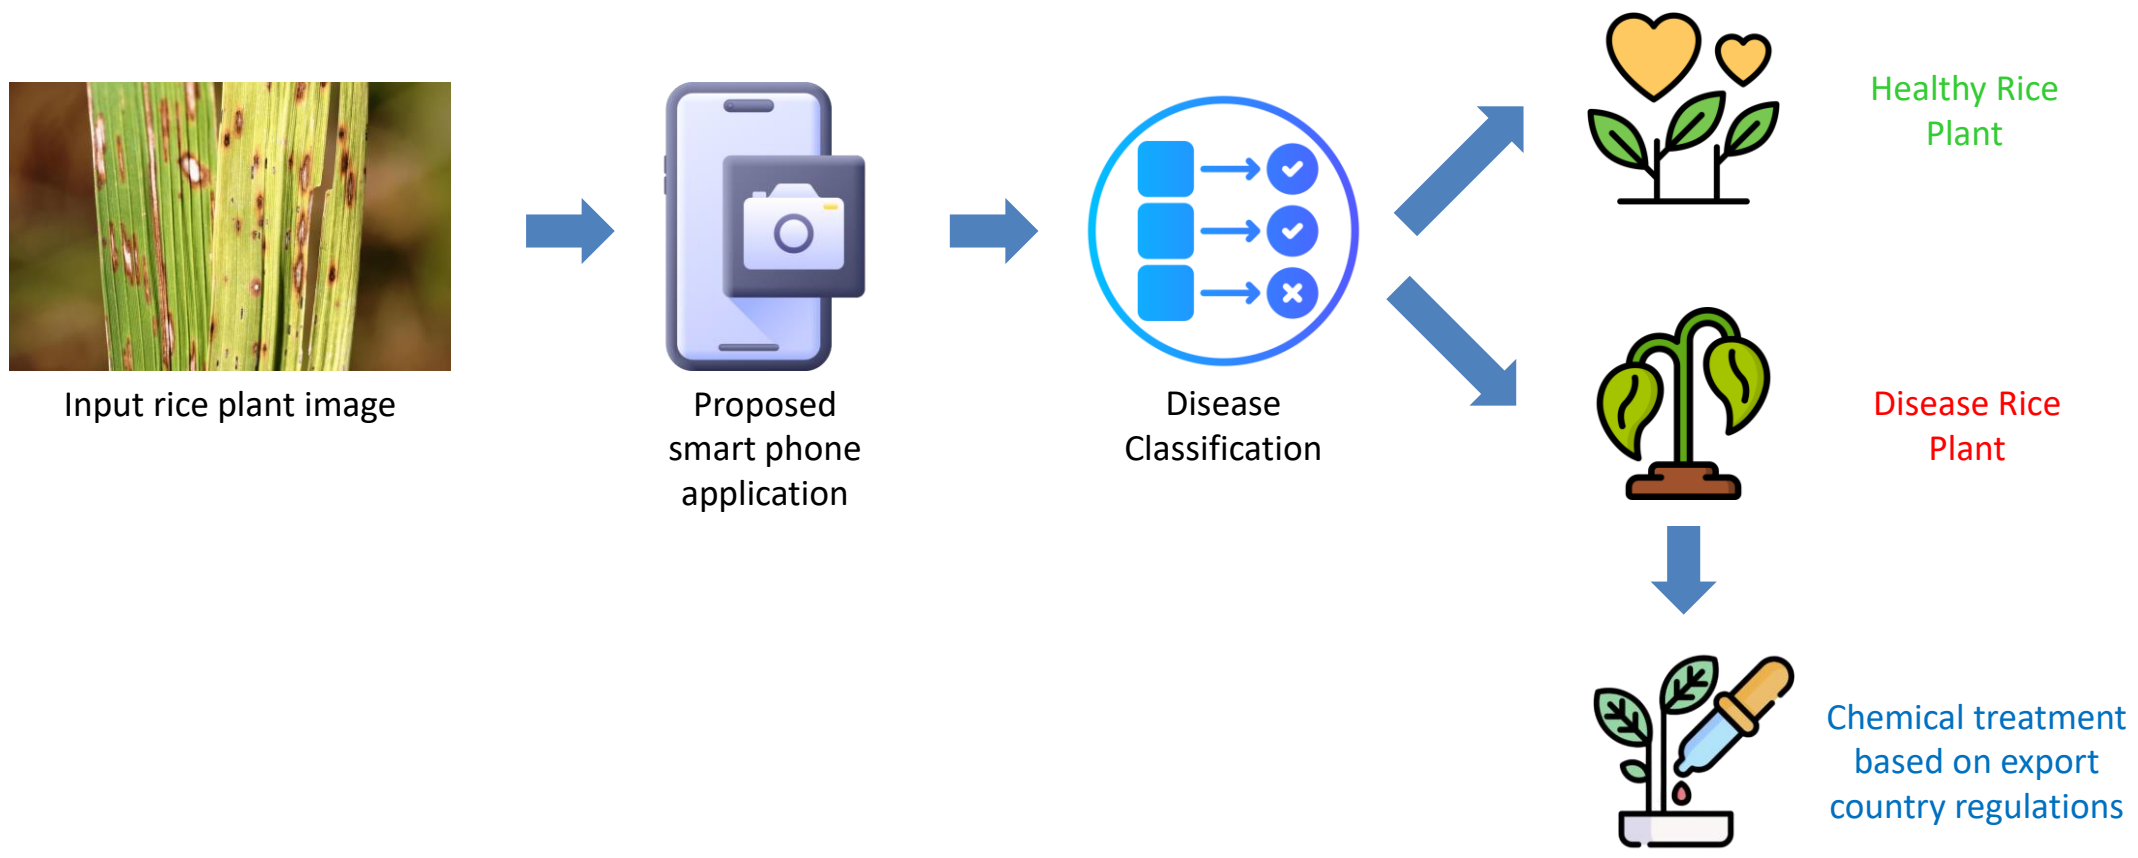 Healthy Rice
Plant
Input rice plant image
Proposed
smart phone
application
Disease
Classification
Disease Rice
Plant
Chemical treatment
based on export
country regulations